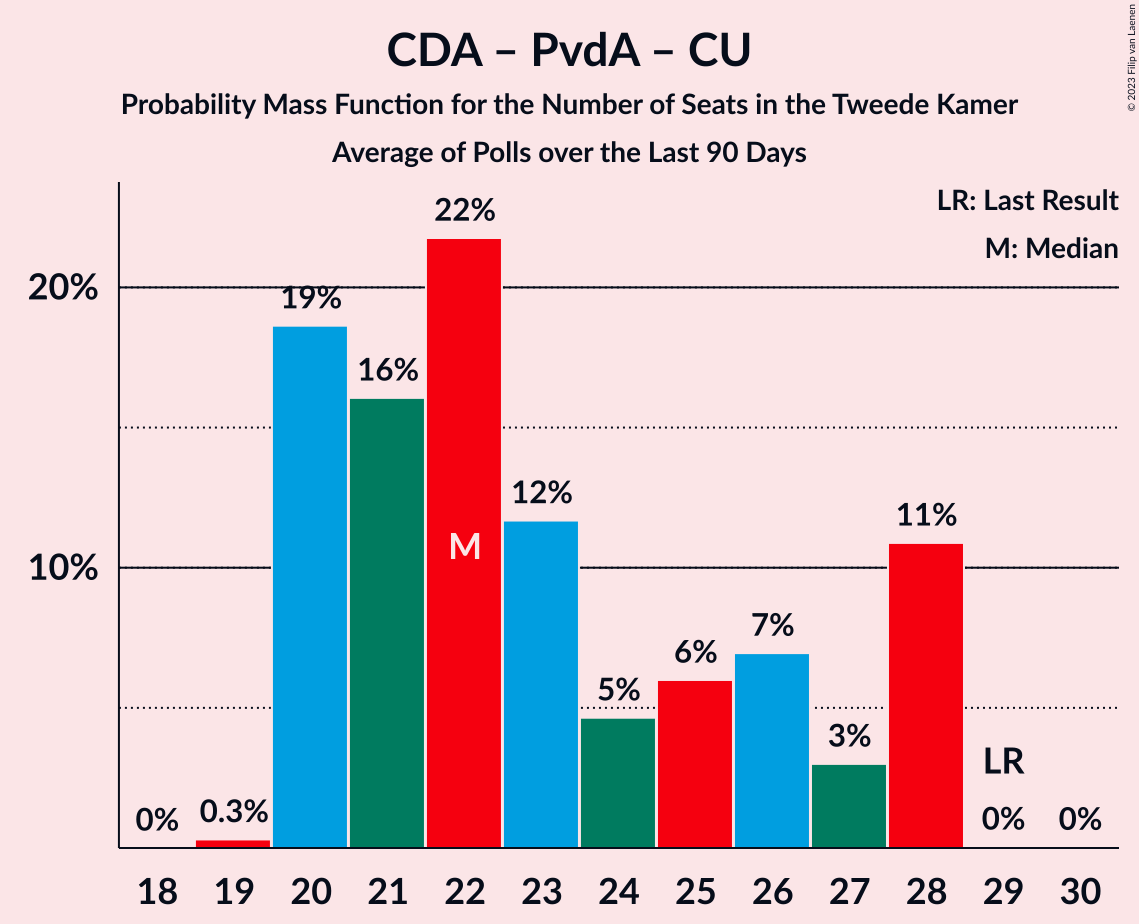 CDA – PvdA – CU
Probability Mass Function for the Number of Seats in the Tweede Kamer
Average of Polls over the Last 90 Days
© 2023 Filip van Laenen
LR: Last Result
M: Median
22%
20%
19%
16%
12%
11%
M
10%
7%
6%
5%
3%
LR
0%
0.3%
0%
0%
18 19 20 21 22 23 24 25 26 27 28 29 30